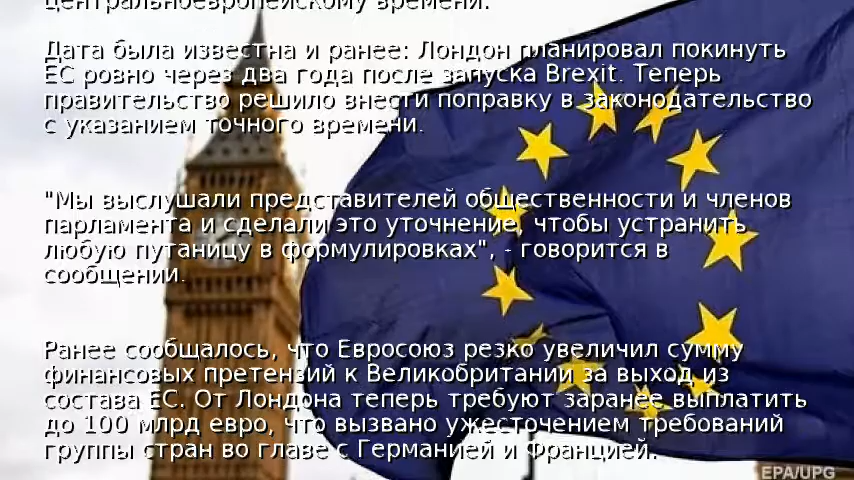 центральноевропейскому времени.
Дата была известна и ранее: Лондон планировал покинуть
ЕС ровно через два года после запуска Brexit. Теперь
правительство решило внести поправку в законодательство
с указанием точного времени.
"Мы выслушали представителей общественности и членов
парламента и сделали это уточнение, чтобы устранить
любую путаницу в формулировках", - говорится в
сообщении.
Ранее сообщалось, что Евросоюз резко увеличил сумму
финансовых претензий к Великобритании за выход из
состава ЕС. От Лондона теперь требуют заранее выплатить
до 100 млрд евро, что вызвано ужесточением требований
группы стран во главе с Германией и Францией.
EPA/UPG